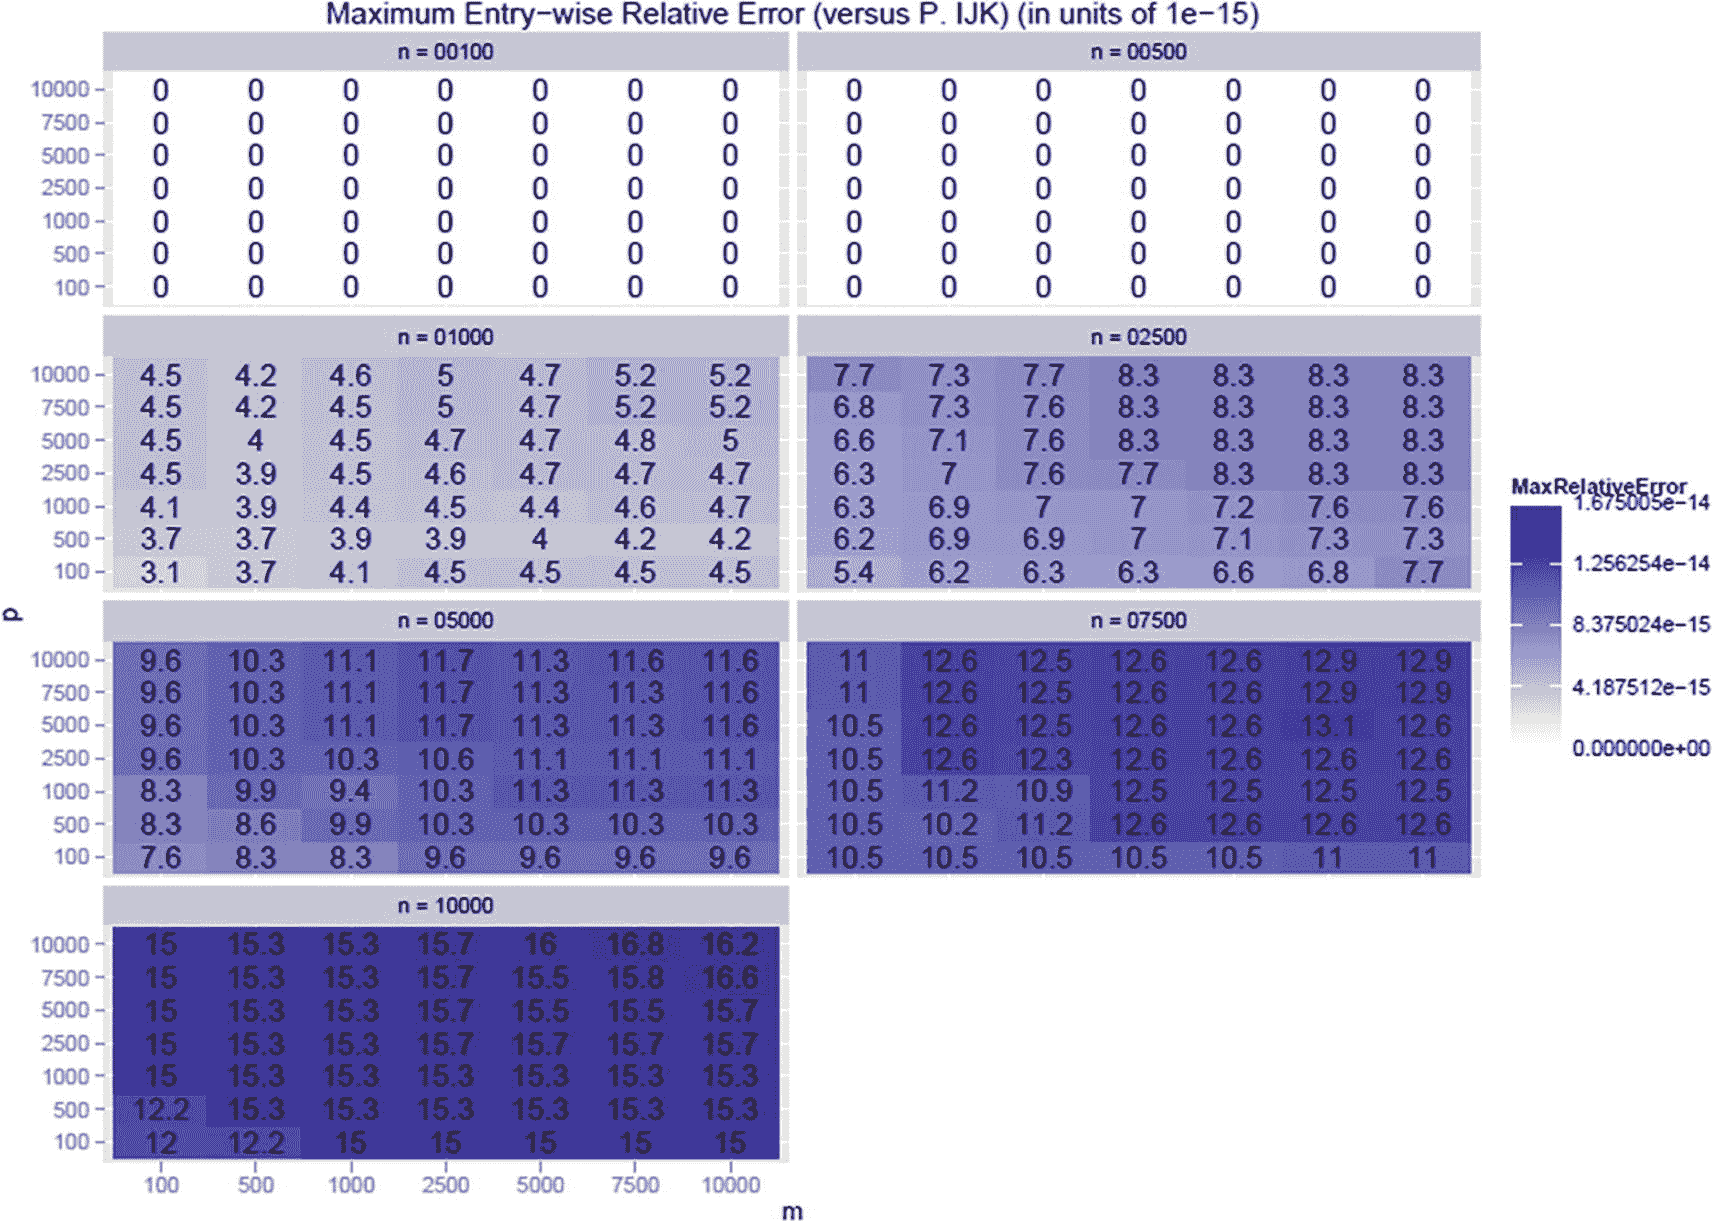 Maximum Entry−wise Relative Error (versus P. IJK) (in units of 1e−15)
n = 00100 n = 00500
10000 0 0 0 0 0 0 0 0 0 0 0 0 0 0
7500 0 0 0 0 0 0 0 0 0 0 0 0 0 0
5000 0 0 0 0 0 0 0 0 0 0 0 0 0 0
2500 0 0 0 0 0 0 0 0 0 0 0 0 0 0
1000 0 0 0 0 0 0 0 0 0 0 0 0 0 0
500 0 0 0 0 0 0 0 0 0 0 0 0 0 0
100 0 0 0 0 0 0 0 0 0 0 0 0 0 0
n = 01000 n = 02500
10000 4.5 4.2 4.6 5 4.7 5.2 5.2 7.7 7.3 7.7 8.3 8.3 8.3 8.3
7500 4.5 4.2 4.5 5 4.7 5.2 5.2 6.8 7.3 7.6 8.3 8.3 8.3 8.3
5000 4.5 4 4.5 4.7 4.7 4.8 5 6.6 7.1 7.6 8.3 8.3 8.3 8.3
2500 4.5 3.9 4.5 4.6 4.7 4.7 4.7 6.3 7 7.6 7.7 8.3 8.3 8.3
1000 4.1 3.9 4.4 4.5 4.4 4.6 4.7 6.3 6.9 7 7 7.2 7.6 7.6
500 3.7 3.7 3.9 3.9 4 4.2 4.2 6.2 6.9 6.9 7 7.1 7.3 7.3
100 3.1 3.7 4.1 4.5 4.5 4.5 4.5 5.4 6.2 6.3 6.3 6.6 6.8 7.7
MaxRelativeError
1.675005e−14
1.256254e−14
8.375024e−15
4.187512e−15
0.000000e+00
p
n = 05000 n = 07500
10000 9.6 10.3 11.1 11.7 11.3 11.6 11.6 11 12.6 12.5 12.6 12.6 12.9 12.9
7500 9.6 10.3 11.1 11.7 11.3 11.3 11.6 11 12.6 12.5 12.6 12.6 12.9 12.9
5000 9.6 10.3 11.1 11.7 11.3 11.3 11.6 10.5 12.6 12.5 12.6 12.6 13.1 12.6
2500 9.6 10.3 10.3 10.6 11.1 11.1 11.1 10.5 12.6 12.3 12.6 12.6 12.6 12.6
1000 8.3 9.9 9.4 10.3 11.3 11.3 11.3 10.5 11.2 10.9 12.5 12.5 12.5 12.5
500 8.3 8.6 9.9 10.3 10.3 10.3 10.3 10.5 10.2 11.2 12.6 12.6 12.6 12.6
100 7.6 8.3 8.3 9.6 9.6 9.6 9.6 10.5 10.5 10.5 10.5 10.5 11 11
n = 10000
10000 15 15.3 15.3 15.7 16 16.8 16.2
7500 15 15.3 15.3 15.7 15.5 15.8 16.6
5000 15 15.3 15.3 15.7 15.5 15.5 15.7
2500 15 15.3 15.3 15.7 15.7 15.7 15.7
1000 15 15.3 15.3 15.3 15.3 15.3 15.3
500 12.2 15.3 15.3 15.3 15.3 15.3 15.3
100 12 12.2 15 15 15 15 15
100 500 1000 2500 5000 7500 10000
m